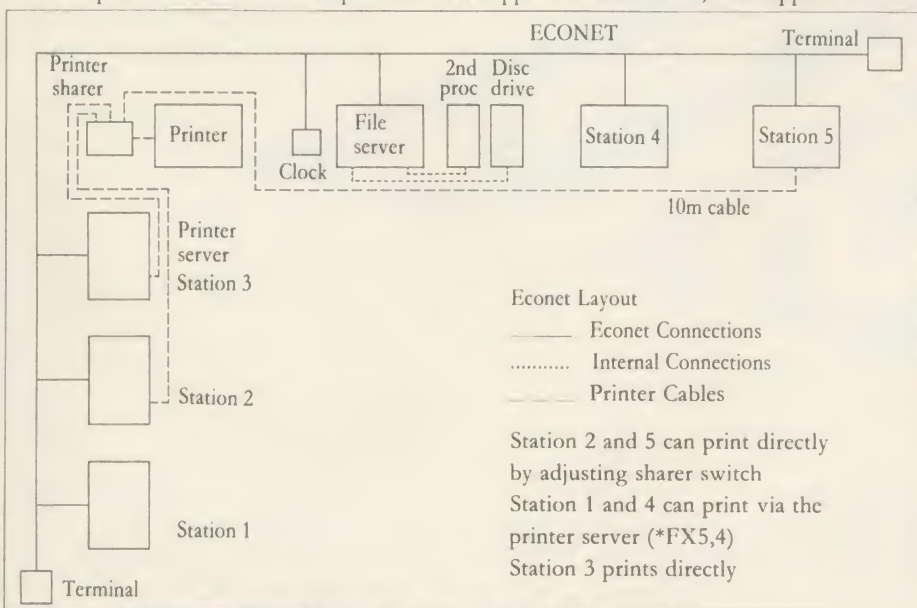 ECONET
Terminal
Printer
sharer
2nd
proc
Disc
drive
Printer
File
server
Station 4
Station 5
Clock
10m cable
Printer
server
Station 3
Econet Layout
Econet Connections
Internal Connections
Printer Cables
Station 2
Station 2 and 5 can print directly
by adjusting sharer switch
Station 1 and 4 can print via the
printer server (*FX5,4)
Station 3 prints directly
Station 1
Terminal